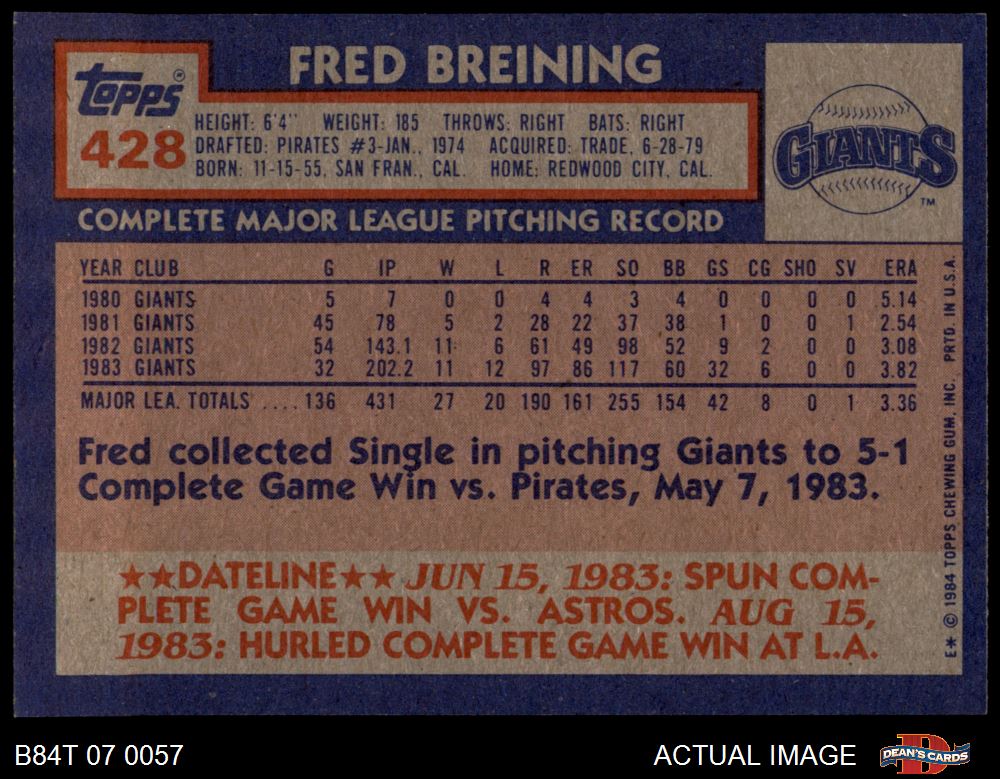 FRED BREINING
Topps ®
428
HEIGHT: 6'4" WEIGHT: 185 THROWS: RIGHT BATS: RIGHT
DRAFTED: PIRATES #3-JAN., 1974 ACQUIRED: TRADE, 6-28-79
BORN: 11-15-55, SAN FRAN., CAL. HOME: REDWOOD CITY, CAL.
GIANTS
TM
COMPLETE MAJOR LEAGUE PITCHING RECORD
YEAR CLUB G IP W L R ER SO BB GS CG SHO SV ERA
1980 GIANTS 5 7 0 0 4 4 3 4 0 0 0 0 5.14
1981 GIANTS 45 78 5 2 28 22 37 38 1 0 0 1 2.54
1982 GIANTS 54 143.1 11 6 61 49 98 52 9 2 0 0 3.08
1983 GIANTS 32 202.2 11 12 97 86 117 60 32 6 0 0 3.82
MAJOR LEA. TOTALS .... 136 431 27 20 190 161 255 154 42 8 0 1 3.36
Fred collected Single in pitching Giants to 5-1
Complete Game Win vs. Pirates, May 7, 1983.
★★DATELINE★★ JUN 15, 1983: SPUN COM-
PLETE GAME WIN VS. ASTROS. AUG 15,
1983: HURLED COMPLETE GAME WIN AT L.A.
E* © 1984 TOPPS CHEWING GUM, INC. PRTD. IN U.S.A.
B84T 07 0057
ACTUAL IMAGE
D
DEAN'S CARDS